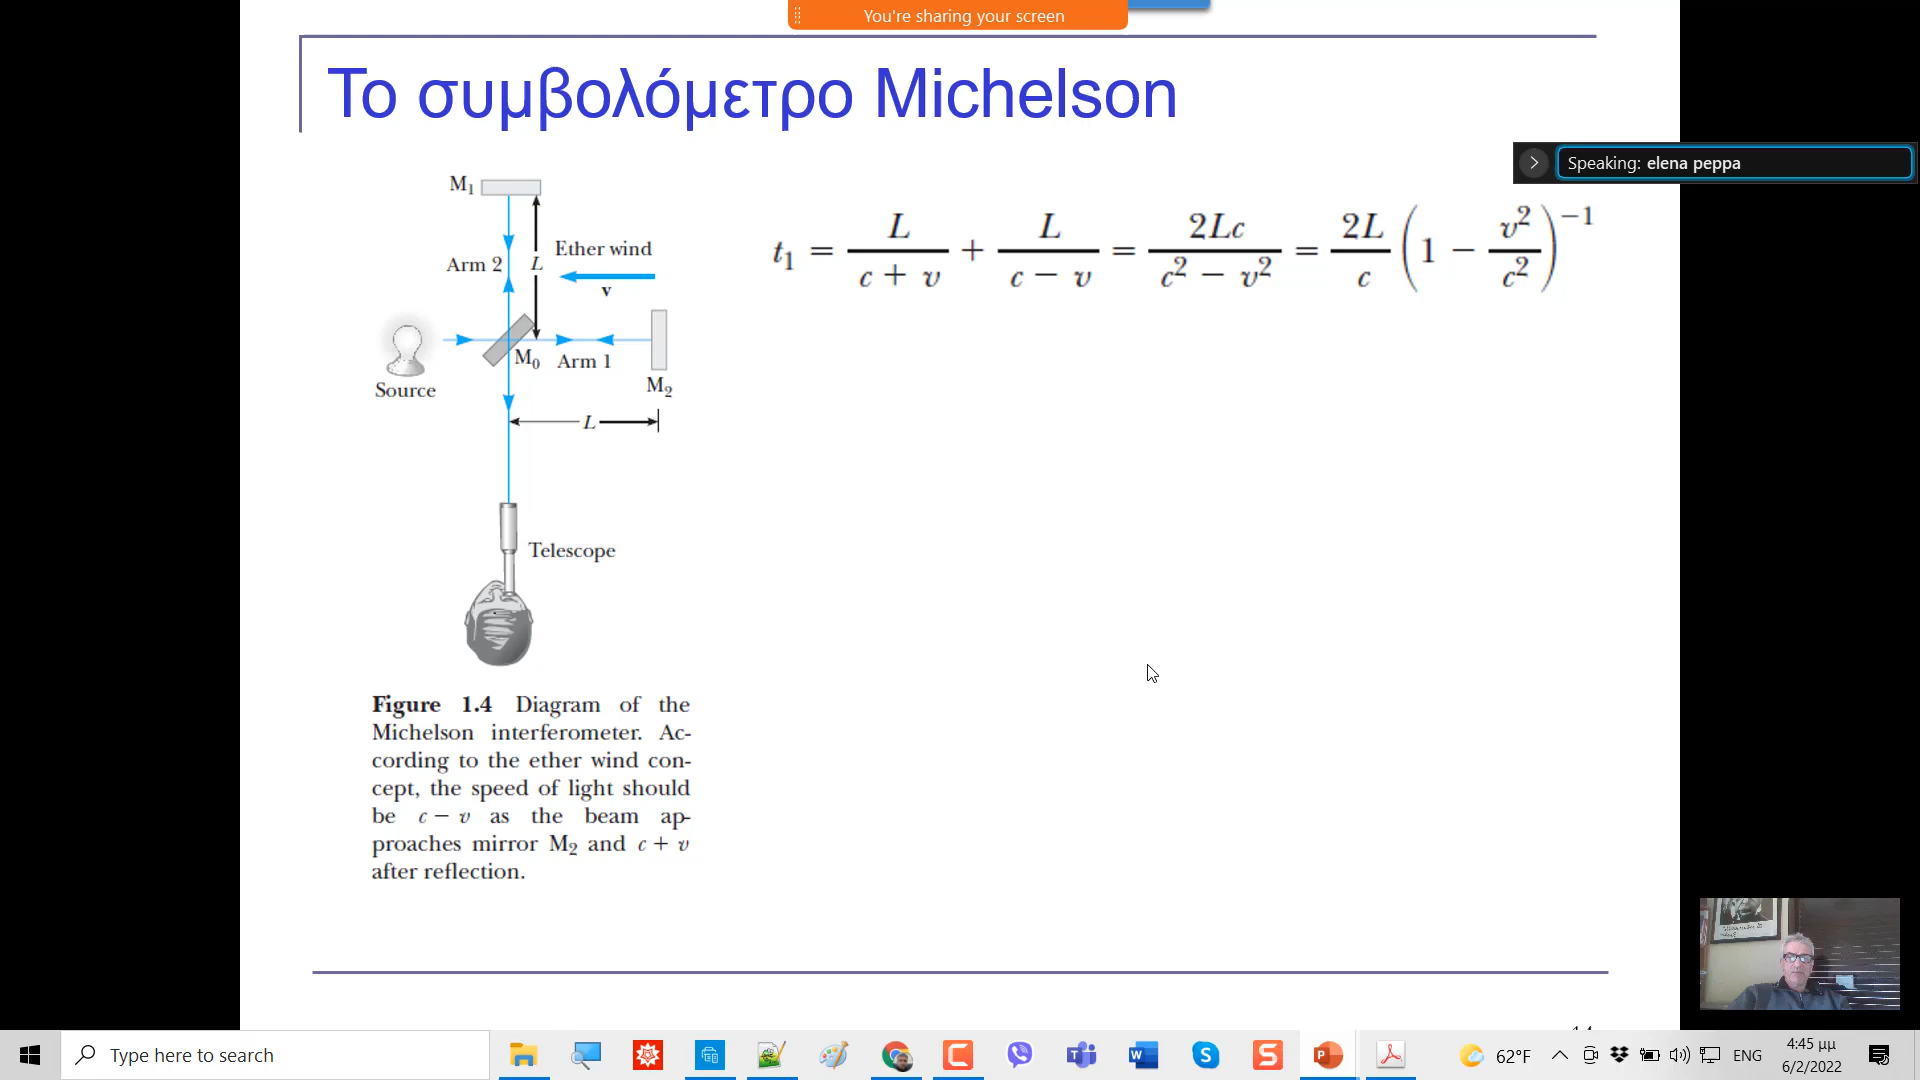 You're sharing your screen
Το συμβολόμετρο Michelson
Speaking: elena peppa
M₁
Ether wind
Arm 2
L
v
M₀
Arm 1
Source
M₂
L
Telescope
t₁ = L/(c + v) + L/(c − v) = 2Lc/(c² − v²) = 2L/c (1 − v²/c²)⁻¹
Figure 1.4 Diagram of the
Michelson interferometer. Ac-
cording to the ether wind con-
cept, the speed of light should
be c − v as the beam ap-
proaches mirror M₂ and c + v
after reflection.
Type here to search
62°F
ENG
4:45 μμ
6/2/2022